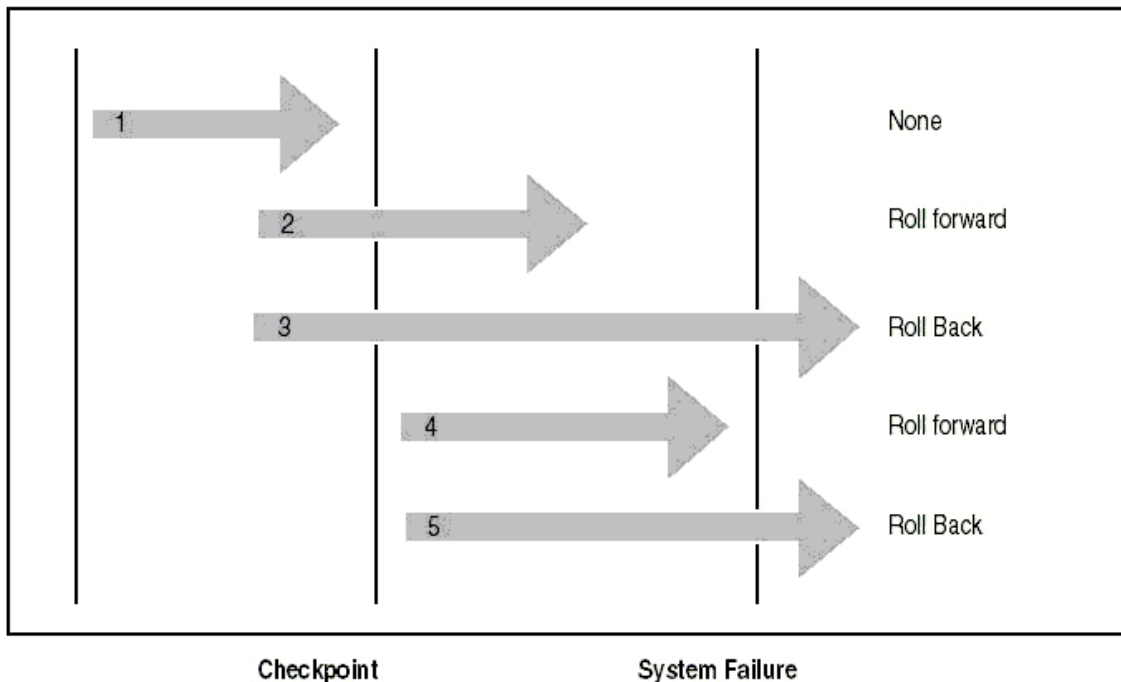 1 None
2 Roll forward
3 Roll Back
4 Roll forward
5 Roll Back
Checkpoint System Failure